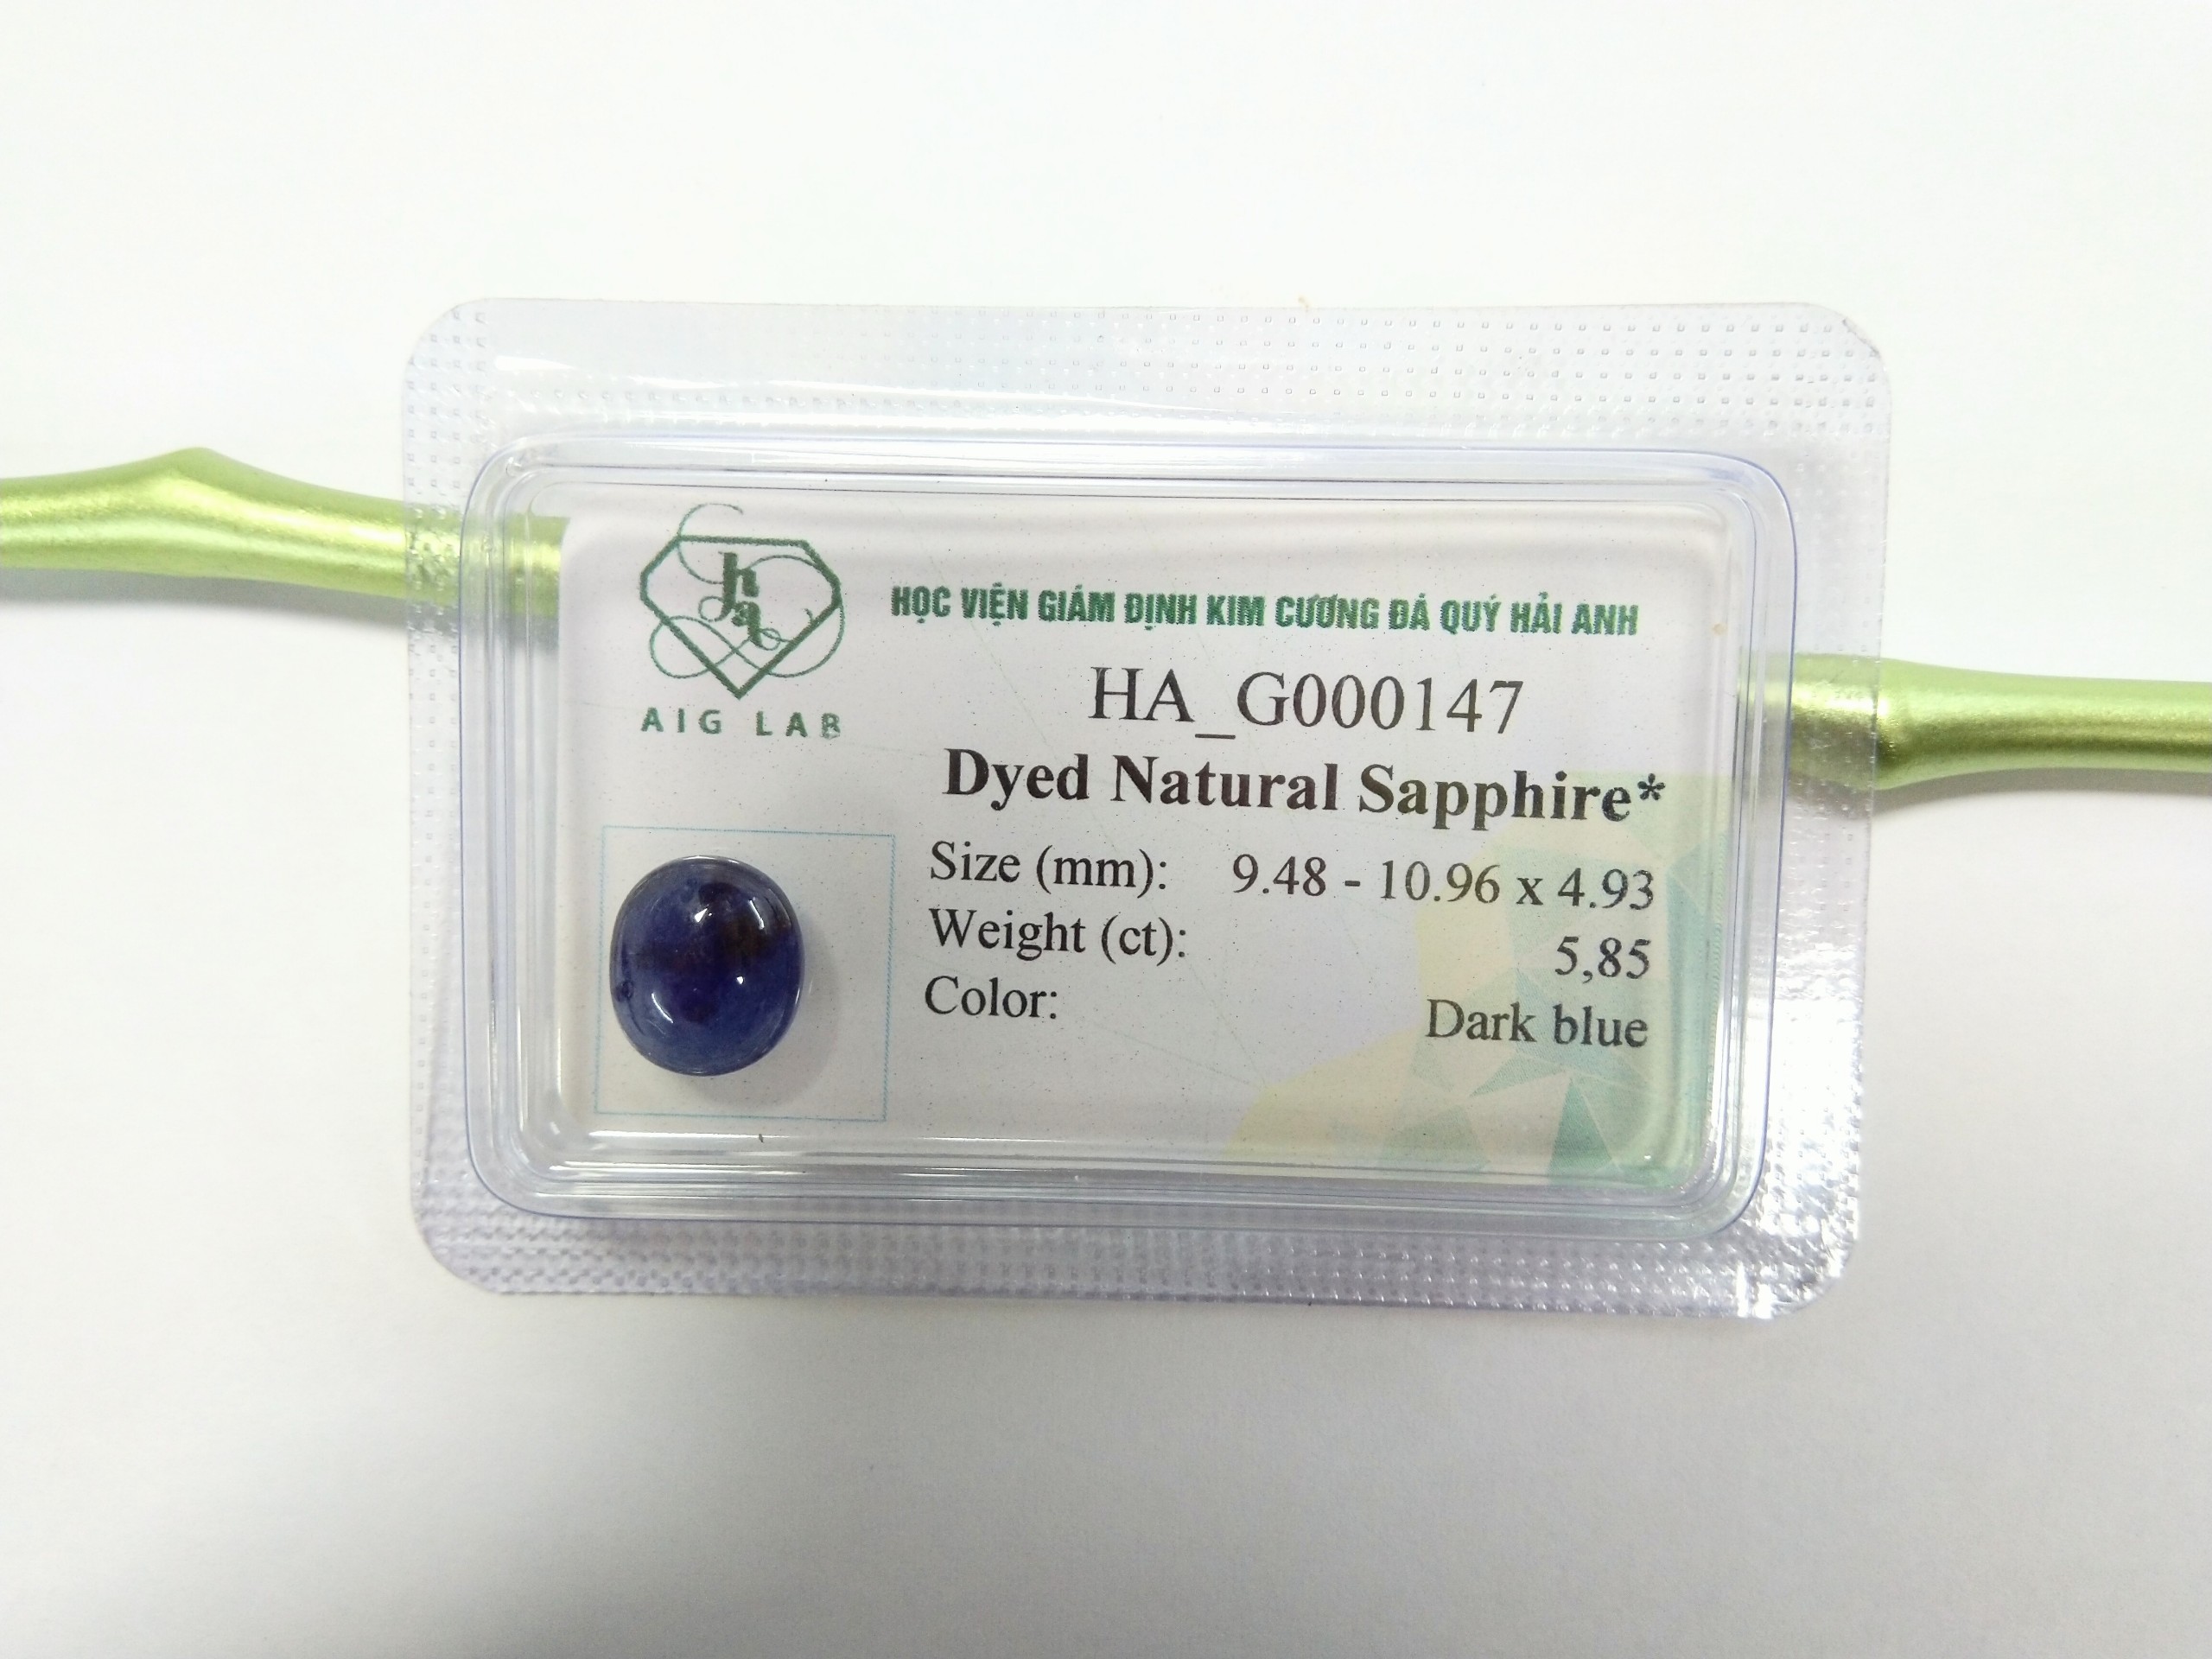 ha
AIG LAB
HỌC VIỆN GIÁM ĐỊNH KIM CƯƠNG ĐÁ QUÝ HẢI ANH
HA_G000147
Dyed Natural Sapphire*
Size (mm): 9.48 - 10.96 x 4.93
Weight (ct): 5,85
Color: Dark blue